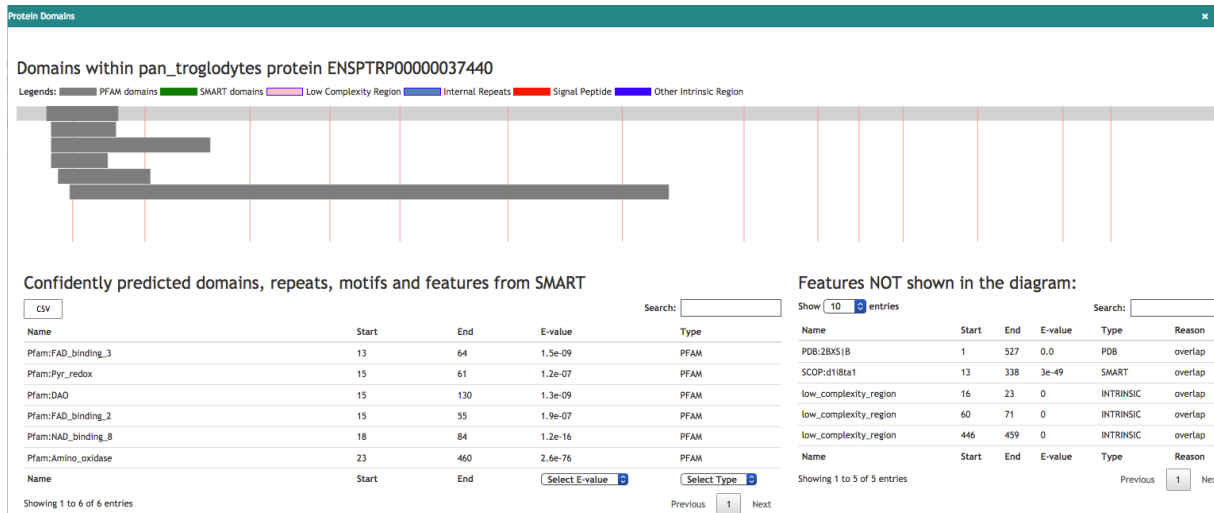 Protein Domains ×
Domains within pan_troglodytes protein ENSPTRP00000037440
Legends: PFAM domains SMART domains Low Complexity Region Internal Repeats Signal Peptide Other Intrinsic Region
Confidently predicted domains, repeats, motifs and features from SMART
CSV Search:
Name Start End E-value Type
Pfam:FAD_binding_3 13 64 1.5e-09 PFAM
Pfam:Pyr_redox 15 61 1.2e-07 PFAM
Pfam:DAO 15 130 1.3e-09 PFAM
Pfam:FAD_binding_2 15 55 1.9e-07 PFAM
Pfam:NAD_binding_8 18 84 1.2e-16 PFAM
Pfam:Amino_oxidase 23 460 2.6e-76 PFAM
Name Start End Select E-value Select Type
Showing 1 to 6 of 6 entries Previous 1 Next
Features NOT shown in the diagram:
Show 10 entries Search:
Name Start End E-value Type Reason
PDB:2BXS|B 1 527 0.0 PDB overlap
SCOP:d1i8ta1 13 338 3e-49 SMART overlap
low_complexity_region 16 23 0 INTRINSIC overlap
low_complexity_region 60 71 0 INTRINSIC overlap
low_complexity_region 446 459 0 INTRINSIC overlap
Name Start End E-value Type Reason
Showing 1 to 5 of 5 entries Previous 1 Nex